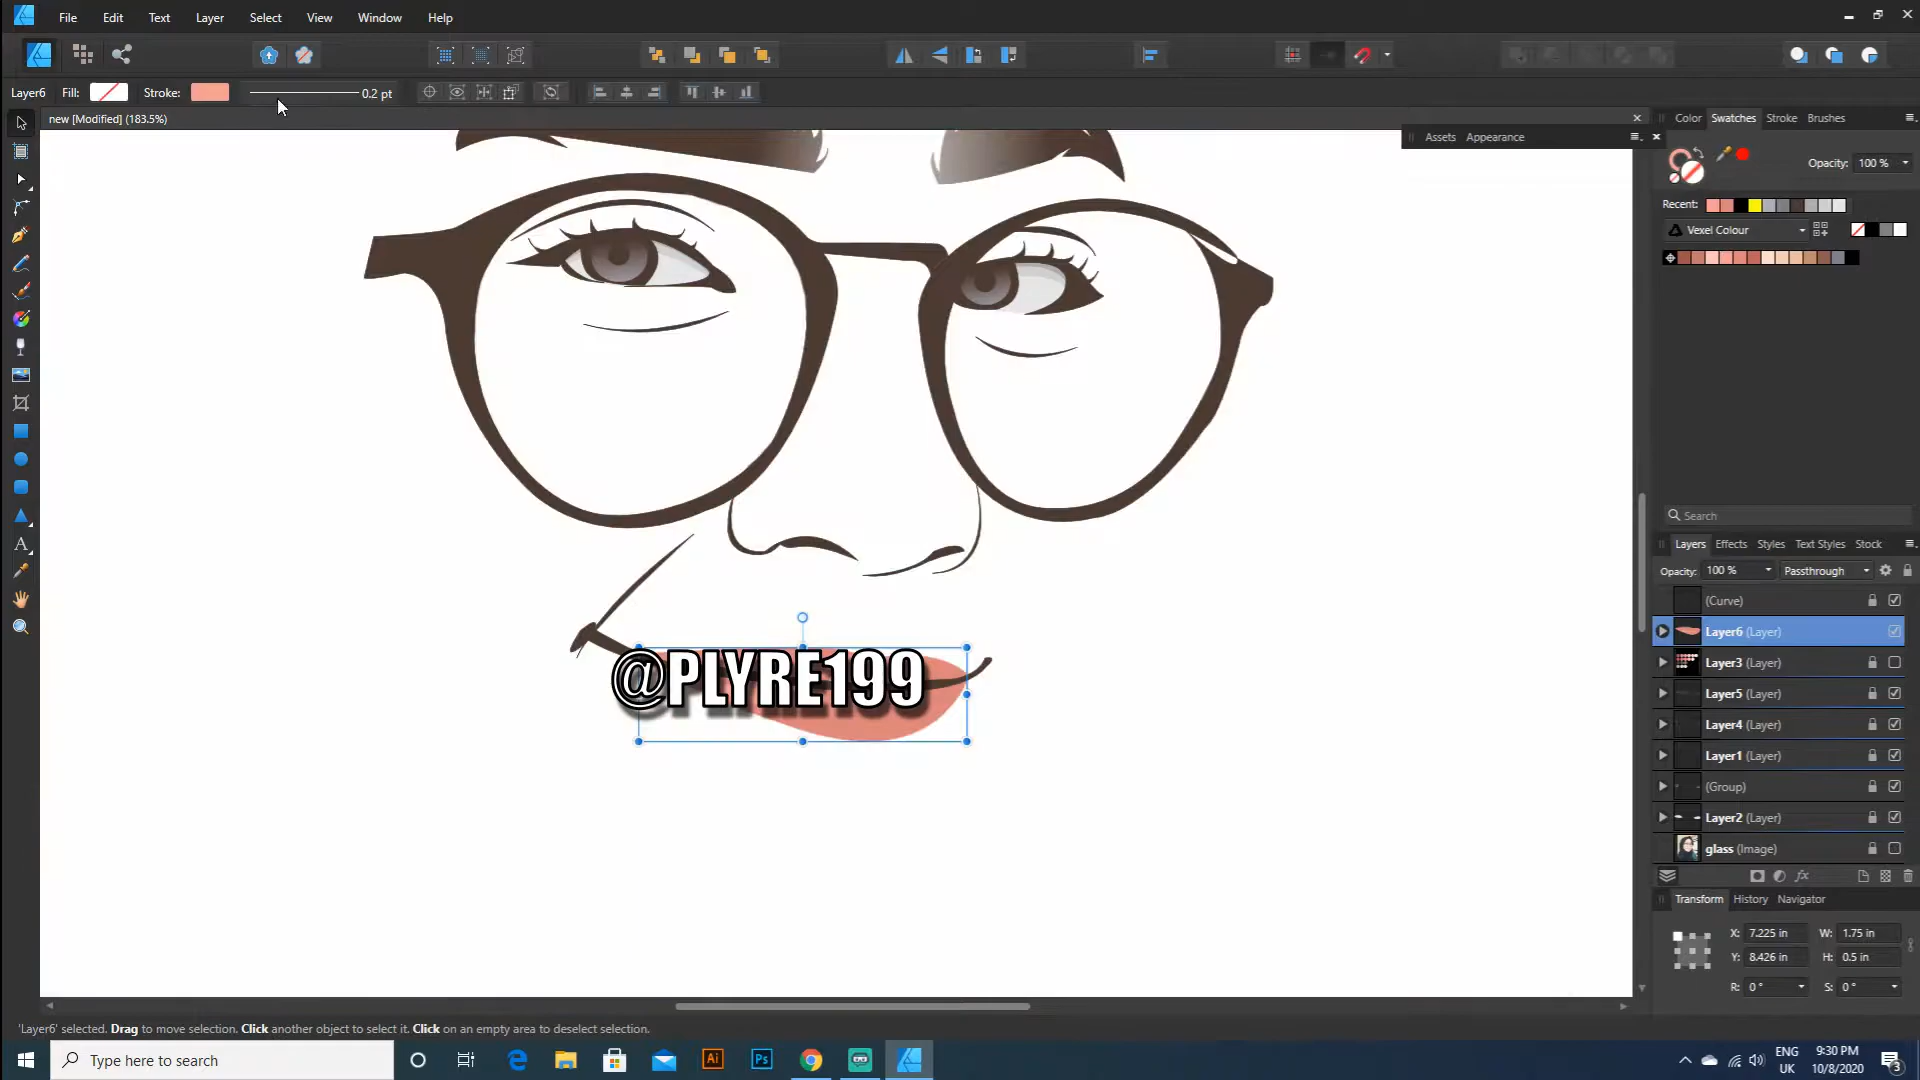 File Edit Text Layer Select View Window Help
Layer6 Fill: Stroke: 0.2 pt
new [Modified] (183.5%)
Assets Appearance
Color Swatches Stroke Brushes
Opacity: 100 %
Recent:
Vexel Colour
@PLYRE199
Search
Layers Effects Styles Text Styles Stock
Opacity: 100 % Passthrough
(Curve)
Layer6 (Layer)
Layer3 (Layer)
Layer5 (Layer)
Layer4 (Layer)
Layer1 (Layer)
(Group)
Layer2 (Layer)
glass (Image)
fx
Transform History Navigator
X: 7.225 in W: 1.75 in
Y: 8.426 in H: 0.5 in
R: 0 ° S: 0 °
'Layer6' selected. Drag to move selection. Click another object to select it. Click on an empty area to deselect selection.
Type here to search
Ai Ps
ENG 9:30 PM
UK 10/8/2020
3